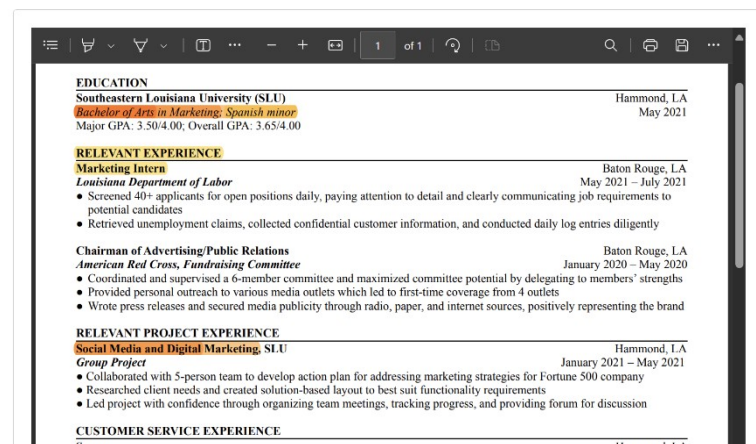 1 of 1
EDUCATION
Southeastern Louisiana University (SLU) Hammond, LA
Bachelor of Arts in Marketing; Spanish minor May 2021
Major GPA: 3.50/4.00; Overall GPA: 3.65/4.00
RELEVANT EXPERIENCE
Marketing Intern Baton Rouge, LA
Louisiana Department of Labor May 2021 – July 2021
● Screened 40+ applicants for open positions daily, paying attention to detail and clearly communicating job requirements to
potential candidates
● Retrieved unemployment claims, collected confidential customer information, and conducted daily log entries diligently
Chairman of Advertising/Public Relations Baton Rouge, LA
American Red Cross, Fundraising Committee January 2020 – May 2020
● Coordinated and supervised a 6-member committee and maximized committee potential by delegating to members' strengths
● Provided personal outreach to various media outlets which led to first-time coverage from 4 outlets
● Wrote press releases and secured media publicity through radio, paper, and internet sources, positively representing the brand
RELEVANT PROJECT EXPERIENCE
Social Media and Digital Marketing, SLU Hammond, LA
Group Project January 2021 – May 2021
● Collaborated with 5-person team to develop action plan for addressing marketing strategies for Fortune 500 company
● Researched client needs and created solution-based layout to best suit functionality requirements
● Led project with confidence through organizing team meetings, tracking progress, and providing forum for discussion
CUSTOMER SERVICE EXPERIENCE